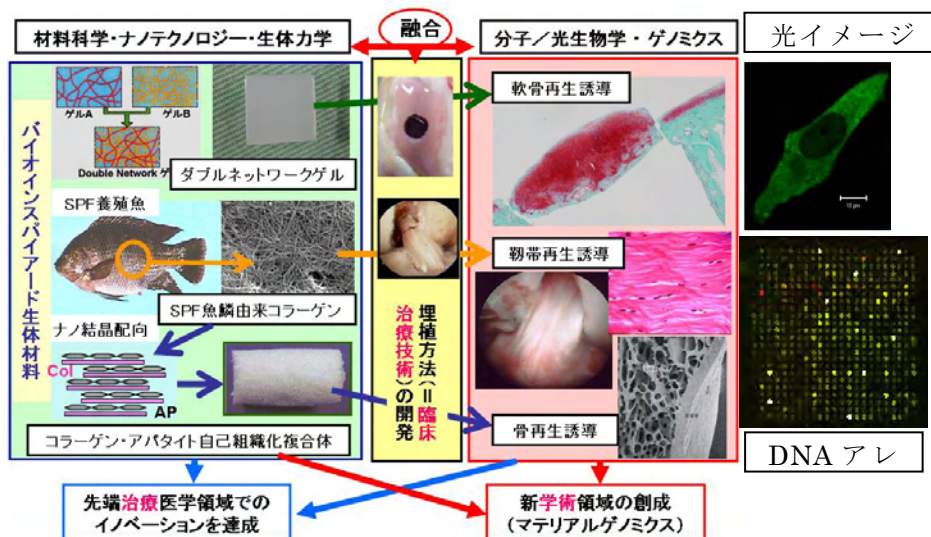 融合
材料科学・ナノテクノロジー・生体力学
分子／光生物学・ゲノミクス
光イメージ
バイオインスパイアード生体材料
ゲルA
ゲルB
Double Network ゲ
ダブルネットワークゲル
SPF養殖魚
SPF魚鱗由来コラーゲン
ナノ結晶配向
Col
AP
コラーゲン・アパタイト自己組織化複合体
埋植方法(＝臨床
治療技術)の開発
軟骨再生誘導
靭帯再生誘導
骨再生誘導
10 µm
DNA アレ
先端治療医学領域での
イノベーションを達成
新学術領域の創成
(マテリアルゲノミクス)